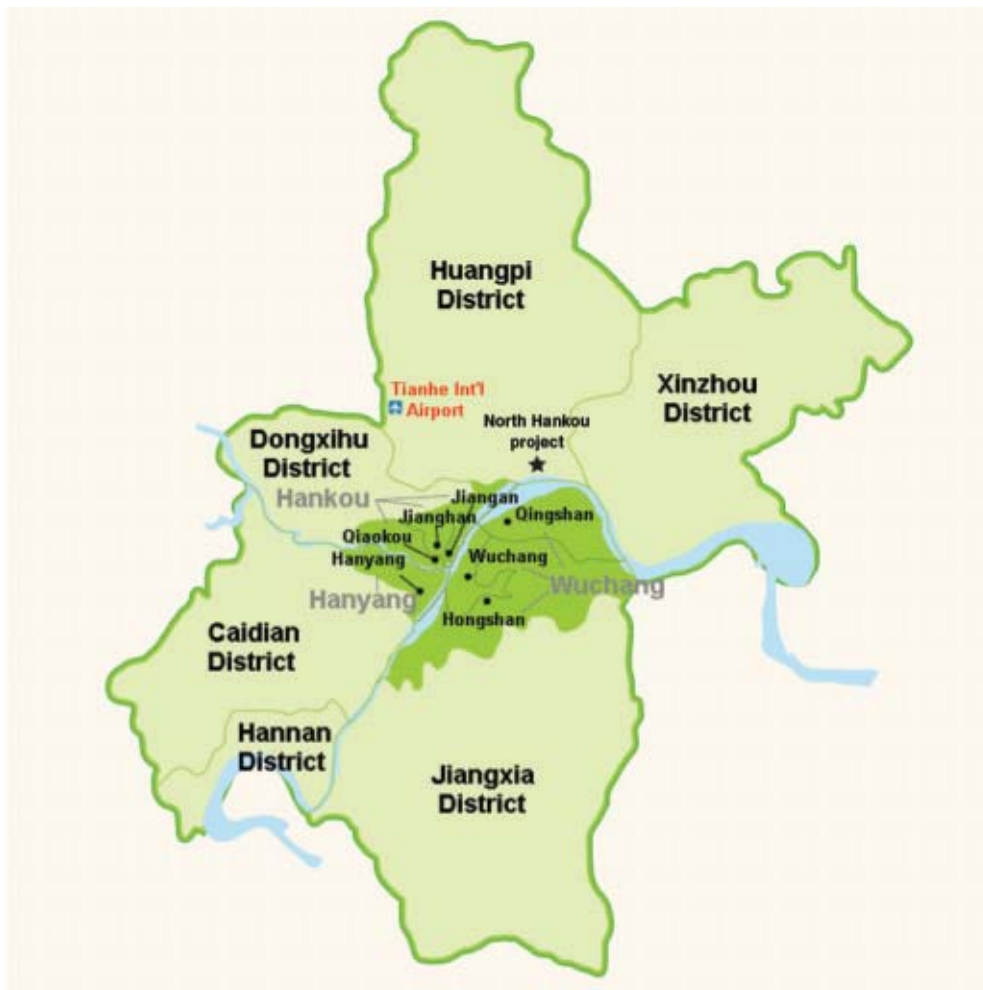 Huangpi
District
Xinzhou
District
Tianhe Int'l
Airport
North Hankou
project
Dongxihu
District
Hankou
Jiangan
Jianghan
Qingshan
Qiaokou
Hanyang
Wuchang
Wuchang
Hanyang
Hongshan
Caidian
District
Hannan
District
Jiangxia
District